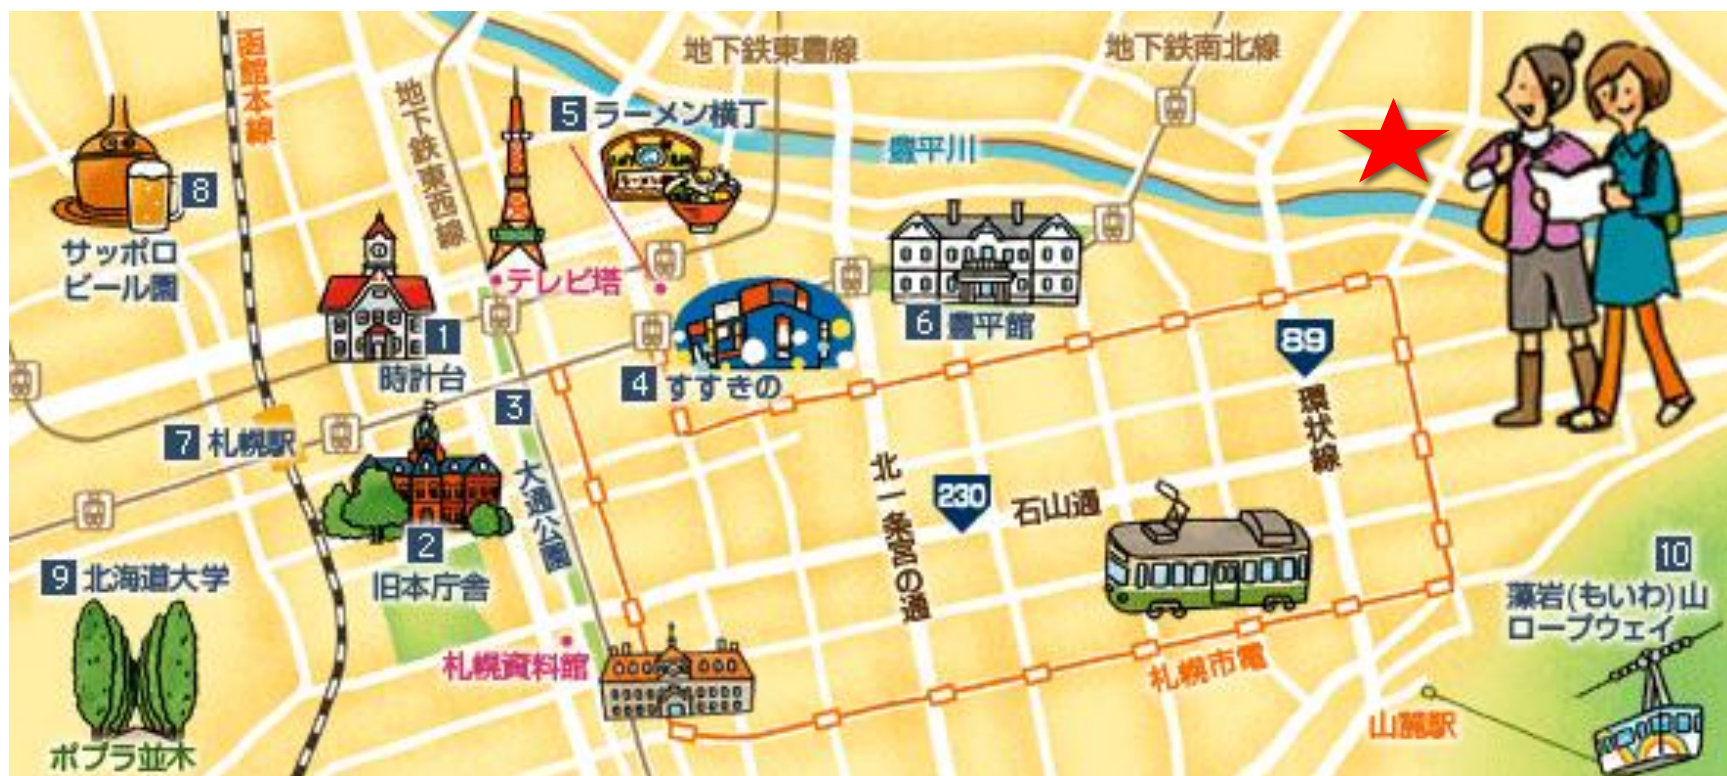 函館本線
地下鉄東西線
地下鉄東豊線
地下鉄南北線
5 ラーメン横丁
豊平川
8
サッポロ
ビール園
テレビ塔
1
時計台
6 豊平館
4 すすきの
3
大通公園
7 札幌駅
89
環状線
北一条宮の通
230
石山通
2
旧本庁舎
9 北海道大学
ポプラ並木
札幌資料館
札幌市電
10
藻岩(もいわ)山
ロープウェイ
山麓駅